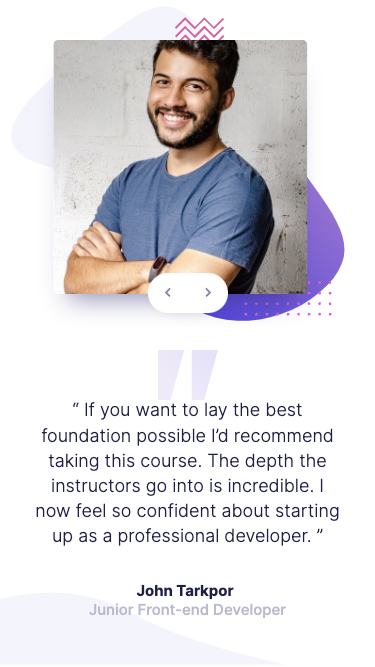 “ If you want to lay the best
foundation possible I’d recommend
taking this course. The depth the
instructors go into is incredible. I
now feel so confident about starting
up as a professional developer. ”
John Tarkpor
Junior Front-end Developer